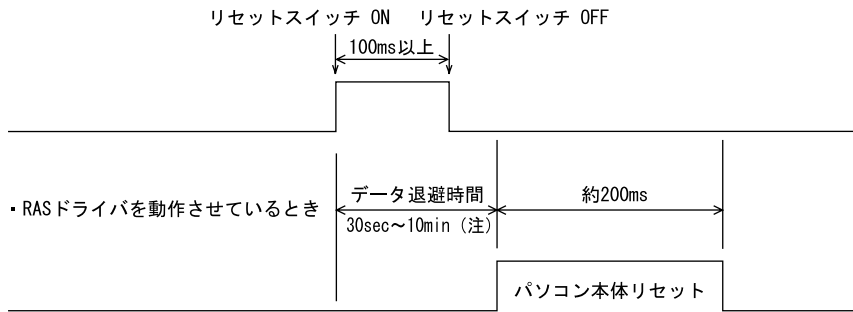 リセットスイッチ ON リセットスイッチ OFF
100ms以上
・RASドライバを動作させているとき
データ退避時間
30sec～10min（注）
約200ms
パソコン本体リセット